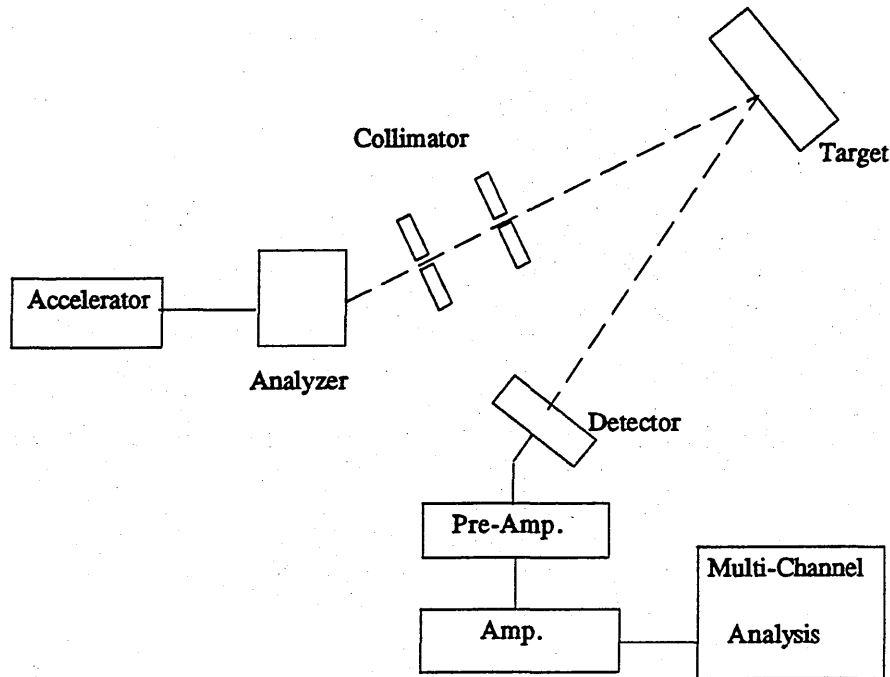 Collimator
Target
Accelerator
Analyzer
Detector
Pre-Amp.
Multi-Channel
Amp.
Analysis